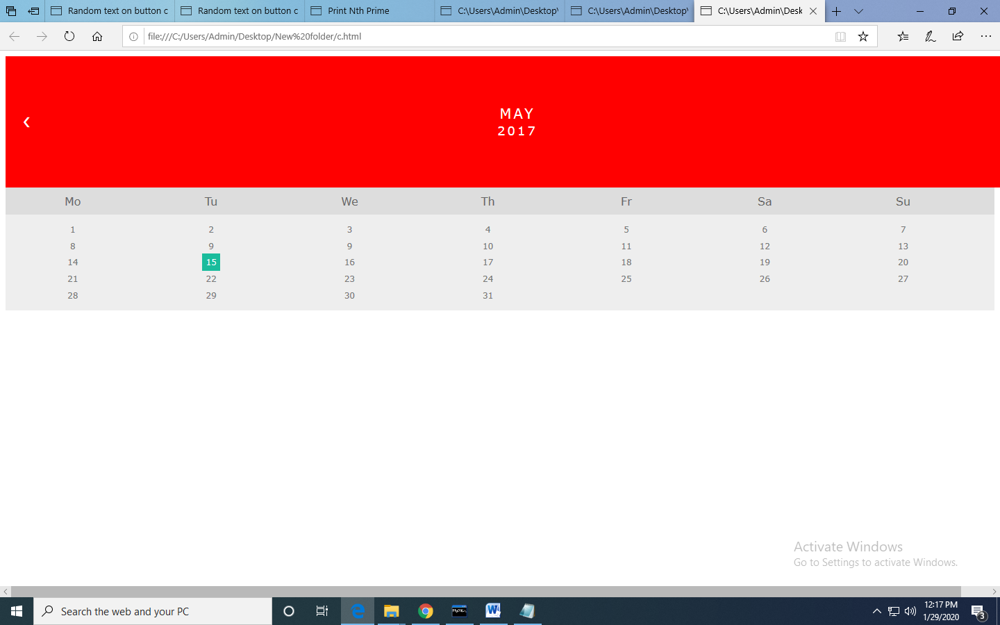 Random text on button c
Random text on button c
Print Nth Prime
C:\Users\Admin\Desktop\
C:\Users\Admin\Desktop\
C:\Users\Admin\Desk
file:///C:/Users/Admin/Desktop/New%20folder/c.html
❮
MAY
2017
Mo Tu We Th Fr Sa Su
1 2 3 4 5 6 7
8 9 9 10 11 12 13
14 15 16 17 18 19 20
21 22 23 24 25 26 27
28 29 30 31
Activate Windows
Go to Settings to activate Windows.
Search the web and your PC
MySQL
W
12:17 PM
1/29/2020
3